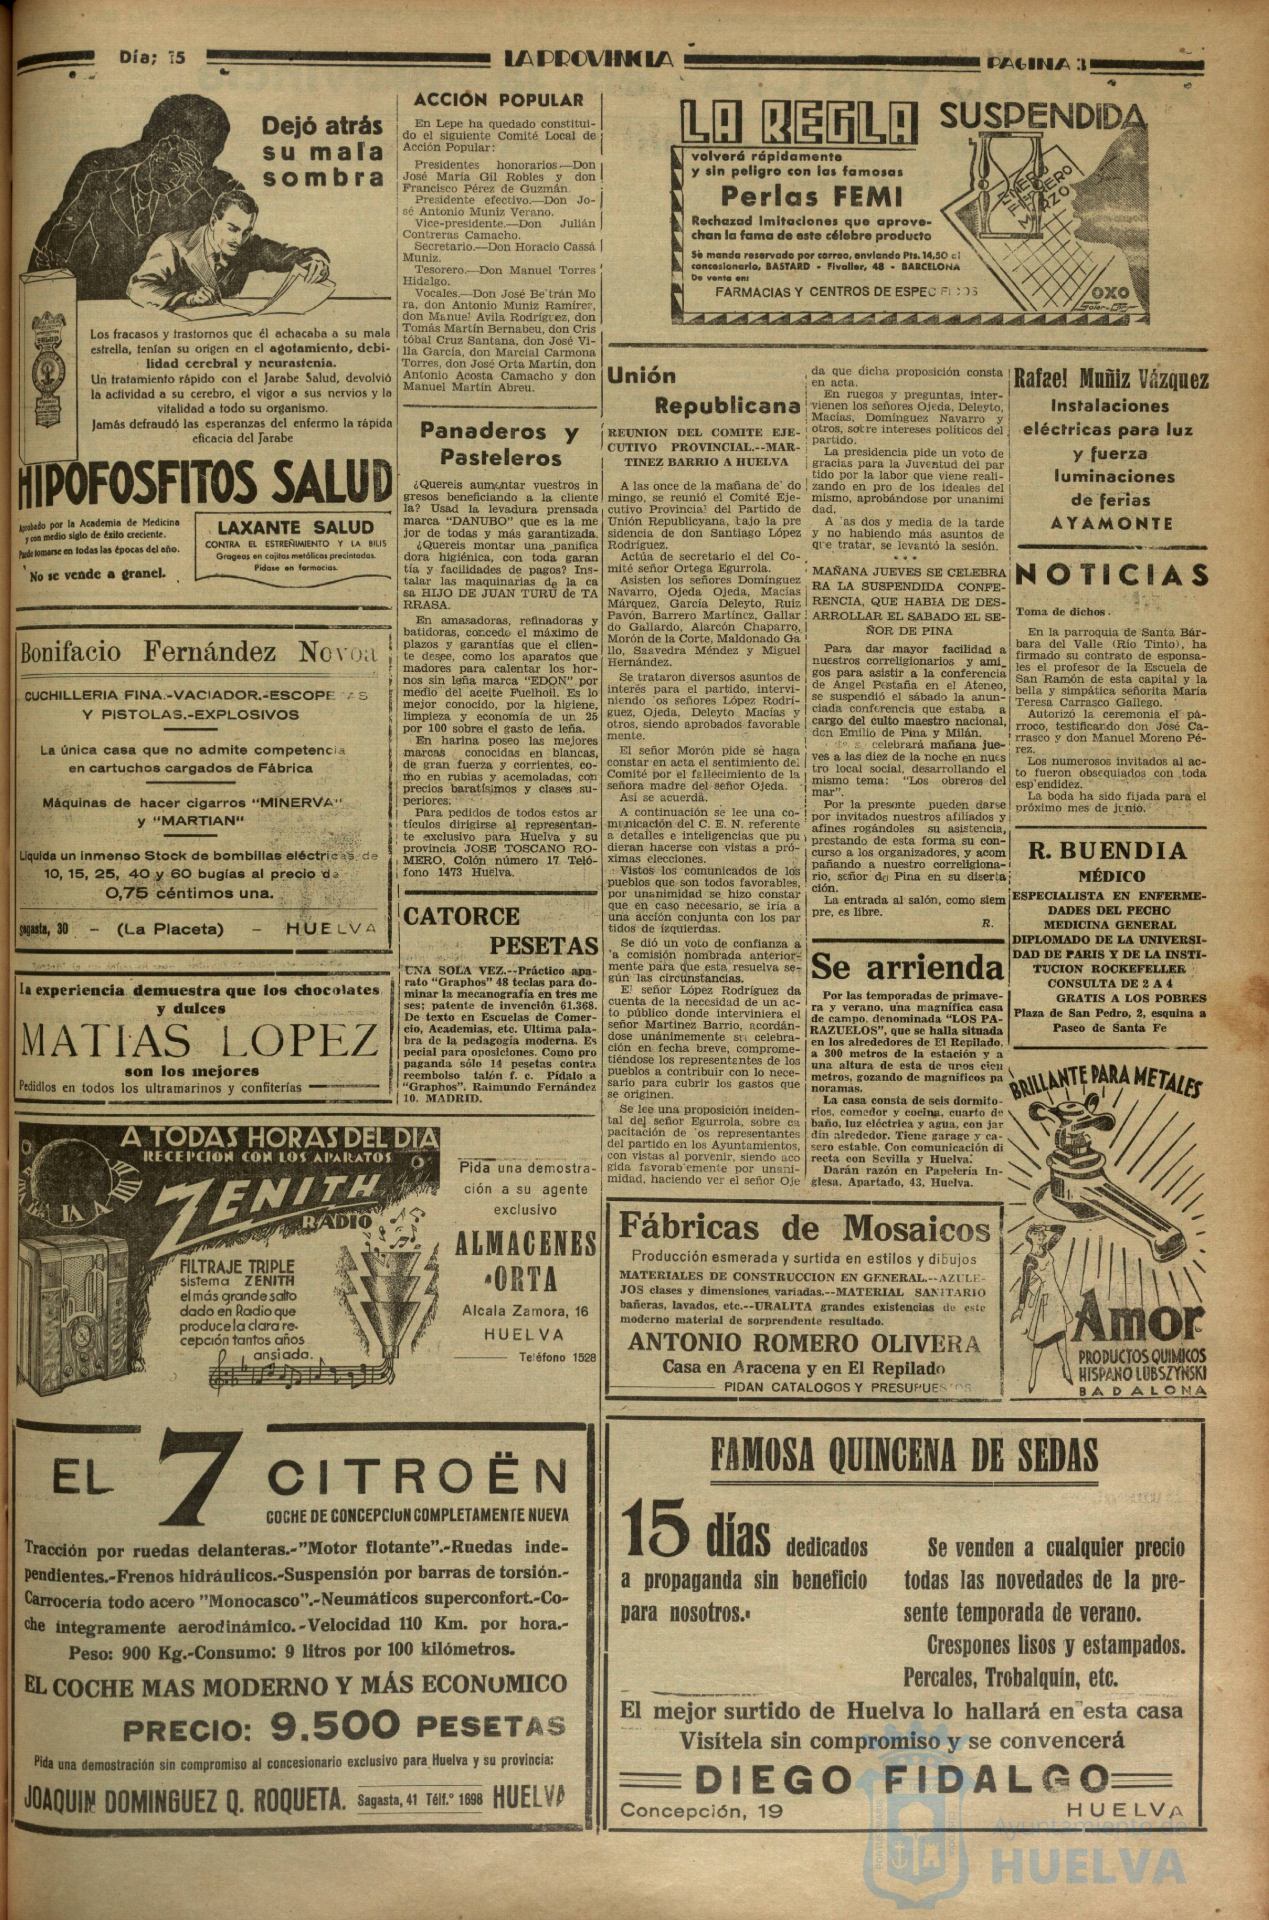 Día; 15
LA PROVINCIA
PAGINA 3
Dejó atrás
su mala
sombra
Los fracasos y trastornos que él achacaba a su mala
estrella, tenían su origen en el agotamiento, debi-
lidad cerebral y neurastenia.
Un tratamiento rápido con el Jarabe Salud, devolvió
la actividad a su cerebro, el vigor a sus nervios y la
vitalidad a todo su organismo.
Jamás defraudó las esperanzas del enfermo la rápida
eficacia del Jarabe
HIPOFOSFITOS SALUD
Aprobado por la Academia de Medicina
y con medio siglo de éxito creciente.
Puede tomarse en todas las épocas del año.
No se vende a granel.
LAXANTE SALUD
CONTRA EL ESTREÑIMIENTO Y LA BILIS
Grageas en cajitas metálicas precintadas.
Pídase en farmacias.
Bonifacio Fernández Novoa
CUCHILLERIA FINA.-VACIADOR.-ESCOPETAS
Y PISTOLAS.-EXPLOSIVOS
La única casa que no admite competencia
en cartuchos cargados de Fábrica
Máquinas de hacer cigarros "MINERVA"
y "MARTIAN"
Liquida un inmenso Stock de bombillas eléctricas de
10, 15, 25, 40 y 60 bugías al precio de
0,75 céntimos una.
Sagasta, 30 - (La Placeta) - HUELVA
La experiencia demuestra que los chocolates
y dulces
MATIAS LOPEZ
son los mejores
Pedidlos en todos los ultramarinos y confiterías
ACCIÓN POPULAR
En Lepe ha quedado constitui-
do el siguiente Comité Local de
Acción Popular:
Presidentes honorarios.—Don
José María Gil Robles y don
Francisco Pérez de Guzmán.
Presidente efectivo.—Don Jo-
sé Antonio Muniz Verano.
Vice-presidente.—Don Julián
Contreras Camacho.
Secretario.—Don Horacio Cassá
Muniz.
Tesorero.—Don Manuel Torres
Hidalgo.
Vocales.—Don José Beltrán Mo
ra, don Antonio Muniz Ramírez,
don Manuel Avila Rodríguez, don
Tomás Martín Bernabeu, don Cris
tóbal Cruz Santana, don José Vi-
lla García, don Marcial Carmona
Torres, don José Orta Martín, don
Antonio Acosta Camacho y don
Manuel Martín Abreu.
Panaderos y
Pasteleros
¿Quereis aumentar vuestros in
gresos beneficiando a la cliente
la? Usad la levadura prensada
marca "DANUBO" que es la me
jor de todas y más garantizada.
¿Quereis montar una panifica
dora higiénica, con toda garan
tía y facilidades de pago? Ins-
talar las maquinarias de la ca
sa HIJO DE JUAN TURU de TA
RRASA.
En amasadoras, refinadoras y
batidoras, concedo el máximo de
plazos y garantías que el clien-
te desee, como los aparatos que
madores para calentar los hor-
nos sin leña marca "EDON" por
medio del aceite Fuelhoil. Es lo
mejor conocido, por la higiene,
limpieza y economía de un 25
por 100 sobre el gasto de leña.
En harina poseo las mejores
marcas conocidas en blancas,
de gran fuerza y corrientes, co-
mo en rubias y acemoladas, con
precios baratísimos y clases su-
periores.
Para pedidos de todos estos ar
tículos dirigirse al representan-
te exclusivo para Huelva y su
provincia JOSE TOSCANO RO-
MERO, Colón número 17 Telé-
fono 1473 Huelva.
CATORCE
PESETAS
UNA SOLA VEZ.--Práctico apa-
rato "Graphos" 48 teclas para do-
minar la mecanografía en tres me
ses; patente de invención 61.368.
De texto en Escuelas de Comer-
cio, Academias, etc. Ultima pala-
bra de la pedagogía moderna. Es
pecial para oposiciones. Como pro
paganda sólo 14 pesetas contra
reembolso talón f. c. Pídalo a
"Graphos". Raimundo Fernández
10. MADRID.
LA REGLA
SUSPENDIDA
volverá rápidamente
y sin peligro con las famosas
Perlas FEMI
Rechazad imitaciones que aprove-
chan la fama de este célebre producto
Se manda reservado por correo, enviando Pts. 14,50 al
concesionario, BASTARD - Fivaller, 48 - BARCELONA
De venta en:
FARMACIAS Y CENTROS DE ESPECIFICOS
ENERO
FEBRERO
MARZO
OXO
Unión
Republicana
REUNION DEL COMITE EJE-
CUTIVO PROVINCIAL.--MAR-
TINEZ BARRIO A HUELVA
A las once de la mañana de' do
mingo, se reunió el Comité Eje-
cutivo Provincial del Partido de
Unión Republicana, bajo la pre
sidencia de don Santiago López
Rodríguez.
Actúa de secretario el del Co-
mité señor Ortega Egurrola.
Asisten los señores Domínguez
Navarro, Ojeda Ojeda, Macías
Márquez, García Deleyto, Ruiz
Pavón, Barrero Martínez, Gallar
do Gallardo, Alarcón Chaparro,
Morón de la Corte, Maldonado Ga
llo, Saavedra Méndez y Miguel
Hernández.
Se trataron diversos asuntos de
interés para el partido, intervi-
niendo 'os señores López Rodrí-
guez, Ojeda, Deleyto Macías y
otros, siendo aprobados favorable
mente.
El señor Morón pide se haga
constar en acta el sentimiento del
Comité por el fallecimiento de la
señora madre del señor Ojeda.
Así se acuerda.
A continuación se lee una co-
municación del C. E. N. referente
a detalles e inteligencias que pu
dieran hacerse con vistas a pró-
ximas elecciones.
Vistos los comunicados de los
pueblos que son todos favorables,
por unanimidad se hizo constar
que en caso necesario, se iría a
una acción conjunta con los par
tidos de izquierdas.
Se dió un voto de confianza a
'a comisión nombrada anterior-
mente para que esta resuelva se-
gún las circunstancias.
El señor López Rodríguez da
cuenta de la necesidad de un ac-
to público donde interviniera el
señor Martínez Barrio, acordán-
dose unánimemente su celebra-
ción en fecha breve, comprome-
tiéndose los representantes de los
pueblos a contribuir con lo nece-
sario para cubrir los gastos que
se originen.
Se lee una proposición inciden-
tal del señor Egurrola, sobre ca
pacitación de 'os representantes
del partido en los Ayuntamientos,
con vistas al porvenir, siendo aco
gida favorab'emente por unani-
midad, haciendo ver el señor Oje
da que dicha proposición consta
en acta.
En ruegos y preguntas, inter-
vienen los señores Ojeda, Deleyto,
Macías, Domínguez Navarro y
otros, sobre intereses políticos del
partido.
La presidencia pide un voto de
gracias para la Juventud del par
tido por la labor que viene reali-
zando en pro de los ideales del
mismo, aprobándose por unanimi
dad.
A 'as dos y media de la tarde
y no habiendo más asuntos de
que tratar, se levantó la sesión.
* * *
MAÑANA JUEVES SE CELEBRA
RA LA SUSPENDIDA CONFE-
RENCIA, QUE HABIA DE DES-
ARROLLAR EL SABADO EL SE-
ÑOR DE PINA
Para dar mayor facilidad a
nuestros correligionarios y ami-
gos para asistir a la conferencia
de Angel Pestaña en el Ateneo,
se suspendió el sábado la anun-
ciada conferencia que estaba a
cargo del culto maestro nacional,
don Emilio de Pina y Milán.
celebrará mañana jue-
ves a las diez de la noche en nues
tro local social, desarrollando el
mismo tema: "Los obreros del
mar".
Por la presente pueden darse
por invitados nuestros afiliados y
afines rogándoles su asistencia,
prestando de esta forma su con-
curso a los organizadores, y acom
pañando a nuestro correligiona-
rio, señor de Pina en su diserta
ción.
La entrada al salón, como siem
pre, es libre.
R.
Se arrienda
Por las temporadas de primave-
ra y verano, una magnífica casa
de campo, denominada "LOS PA-
RAZUELOS", que se halla situada
en los alrededores de El Repilado,
a 300 metros de la estación y a
una altura de esta de unos cien
metros, gozando de magníficos pa
noramas.
La casa consta de seis dormito-
rios, comedor y cocina, cuarto de
baño, luz eléctrica y agua, con jar
dín alrededor. Tiene garage y ca-
sero estable. Con comunicación di
recta con Sevilla y Huelva.
Darán razón en Papelería In-
glesa, Apartado, 43, Huelva.
Rafael Muñiz Vázquez
Instalaciones
eléctricas para luz
y fuerza
luminaciones
de ferias
AYAMONTE
NOTICIAS
Toma de dichos.
En la parroquia de Santa Bár-
bara del Valle (Río Tinto), ha
firmado su contrato de esponsa-
les el profesor de la Escuela de
San Ramón de esta capital y la
bella y simpática señorita María
Teresa Carrasco Gallego.
Autorizó la ceremonia el pá-
rroco, testificando don José Ca-
rrasco y don Manuel Moreno Pé-
rez.
Los numerosos invitados al ac-
to fueron obsequiados con toda
esp'endidez.
La boda ha sido fijada para el
próximo mes de junio.
R. BUENDIA
MÉDICO
ESPECIALISTA EN ENFERME-
DADES DEL PECHO
MEDICINA GENERAL
DIPLOMADO DE LA UNIVERSI-
DAD DE PARIS Y DE LA INSTI-
TUCION ROCKEFELLER
CONSULTA DE 2 A 4
GRATIS A LOS POBRES
Plaza de San Pedro, 2, esquina a
Paseo de Santa Fe
BRILLANTE PARA METALES
Amor
PRODUCTOS QUIMICOS
HISPANO LUBSZYNSKI
BADALONA
A TODAS HORAS DEL DIA
RECEPCION CON LOS APARATOS
ZENITH
RADIO
FILTRAJE TRIPLE
sistema ZENITH
el más grande salto
dado en Radio que
produce la clara re-
cepción tantos años
ansiada.
Pida una demostra-
ción a su agente
exclusivo
ALMACENES
ORTA
Alcala Zamora, 16
HUELVA
Teléfono 1528
Fábricas de Mosaicos
Producción esmerada y surtida en estilos y dibujos
MATERIALES DE CONSTRUCCION EN GENERAL.--AZULE-
JOS clases y dimensiones variadas.--MATERIAL SANITARIO
bañeras, lavados, etc.--URALITA grandes existencias de este
moderno material de sorprendente resultado.
ANTONIO ROMERO OLIVERA
Casa en Aracena y en El Repilado
PIDAN CATALOGOS Y PRESUPUESTOS
EL 7 CITROËN
COCHE DE CONCEPCION COMPLETAMENTE NUEVA
Tracción por ruedas delanteras.-"Motor flotante".-Ruedas inde-
pendientes.-Frenos hidráulicos.-Suspensión por barras de torsión.-
Carrocería todo acero "Monocasco".-Neumáticos superconfort.-Co-
che integramente aerodinámico.-Velocidad 110 Km. por hora.-
Peso: 900 Kg.-Consumo: 9 litros por 100 kilómetros.
EL COCHE MAS MODERNO Y MÁS ECONOMICO
PRECIO: 9.500 PESETAS
Pida una demostración sin compromiso al concesionario exclusivo para Huelva y su provincia:
JOAQUIN DOMINGUEZ Q. ROQUETA. Sagasta, 41 Télf.° 1698 HUELVA
FAMOSA QUINCENA DE SEDAS
15 días dedicados
a propaganda sin beneficio
para nosotros.
Se venden a cualquier precio
todas las novedades de la pre-
sente temporada de verano.
Crespones lisos y estampados.
Percales, Trobalquín, etc.
El mejor surtido de Huelva lo hallará en esta casa
Visítela sin compromiso y se convencerá
DIEGO FIDALGO
Concepción, 19
HUELVA
Ayuntamiento de
HUELVA